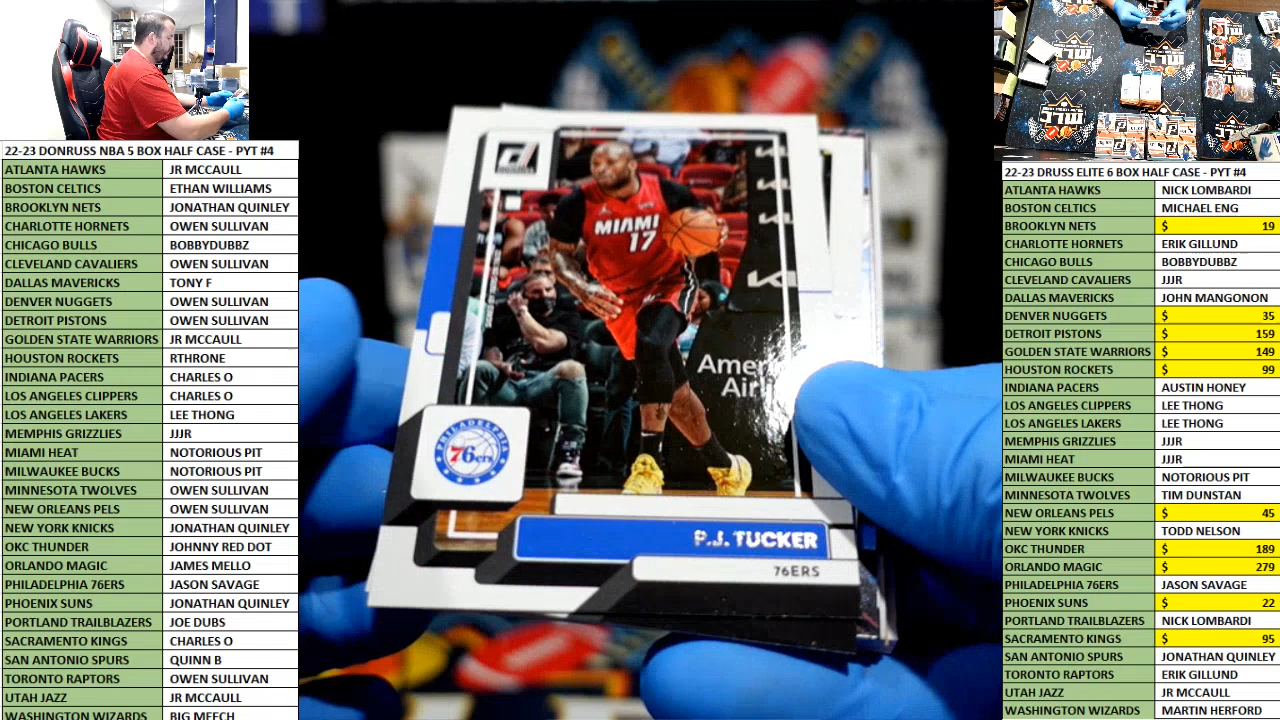 22-23 DONRUSS NBA 5 BOX HALF CASE - PYT #4
ATLANTA HAWKS JR MCCAULL
BOSTON CELTICS ETHAN WILLIAMS
BROOKLYN NETS JONATHAN QUINLEY
CHARLOTTE HORNETS OWEN SULLIVAN
CHICAGO BULLS BOBBYDUBBZ
CLEVELAND CAVALIERS OWEN SULLIVAN
DALLAS MAVERICKS TONY F
DENVER NUGGETS OWEN SULLIVAN
DETROIT PISTONS OWEN SULLIVAN
GOLDEN STATE WARRIORS JR MCCAULL
HOUSTON ROCKETS RTHRONE
INDIANA PACERS CHARLES O
LOS ANGELES CLIPPERS CHARLES O
LOS ANGELES LAKERS LEE THONG
MEMPHIS GRIZZLIES JJJR
MIAMI HEAT NOTORIOUS PIT
MILWAUKEE BUCKS NOTORIOUS PIT
MINNESOTA TWOLVES OWEN SULLIVAN
NEW ORLEANS PELS OWEN SULLIVAN
NEW YORK KNICKS JONATHAN QUINLEY
OKC THUNDER JOHNNY RED DOT
ORLANDO MAGIC JAMES MELLO
PHILADELPHIA 76ERS JASON SAVAGE
PHOENIX SUNS JONATHAN QUINLEY
PORTLAND TRAILBLAZERS JOE DUBS
SACRAMENTO KINGS CHARLES O
SAN ANTONIO SPURS QUINN B
TORONTO RAPTORS OWEN SULLIVAN
UTAH JAZZ JR MCCAULL
WASHINGTON WIZARDS BIG MEECH
MIAMI
17
PHILADELPHIA
76ers
P.J. TUCKER
76ERS
22-23 DRUSS ELITE 6 BOX HALF CASE - PYT #4
ATLANTA HAWKS NICK LOMBARDI
BOSTON CELTICS MICHAEL ENG
BROOKLYN NETS $ 19
CHARLOTTE HORNETS ERIK GILLUND
CHICAGO BULLS BOBBYDUBBZ
CLEVELAND CAVALIERS JJJR
DALLAS MAVERICKS JOHN MANGONON
DENVER NUGGETS $ 35
DETROIT PISTONS $ 159
GOLDEN STATE WARRIORS $ 149
HOUSTON ROCKETS $ 99
INDIANA PACERS AUSTIN HONEY
LOS ANGELES CLIPPERS LEE THONG
LOS ANGELES LAKERS LEE THONG
MEMPHIS GRIZZLIES JJJR
MIAMI HEAT JJJR
MILWAUKEE BUCKS NOTORIOUS PIT
MINNESOTA TWOLVES TIM DUNSTAN
NEW ORLEANS PELS $ 45
NEW YORK KNICKS TODD NELSON
OKC THUNDER $ 189
ORLANDO MAGIC $ 279
PHILADELPHIA 76ERS JASON SAVAGE
PHOENIX SUNS $ 22
PORTLAND TRAILBLAZERS NICK LOMBARDI
SACRAMENTO KINGS $ 95
SAN ANTONIO SPURS JONATHAN QUINLEY
TORONTO RAPTORS ERIK GILLUND
UTAH JAZZ JR MCCAULL
WASHINGTON WIZARDS MARTIN HERFORD